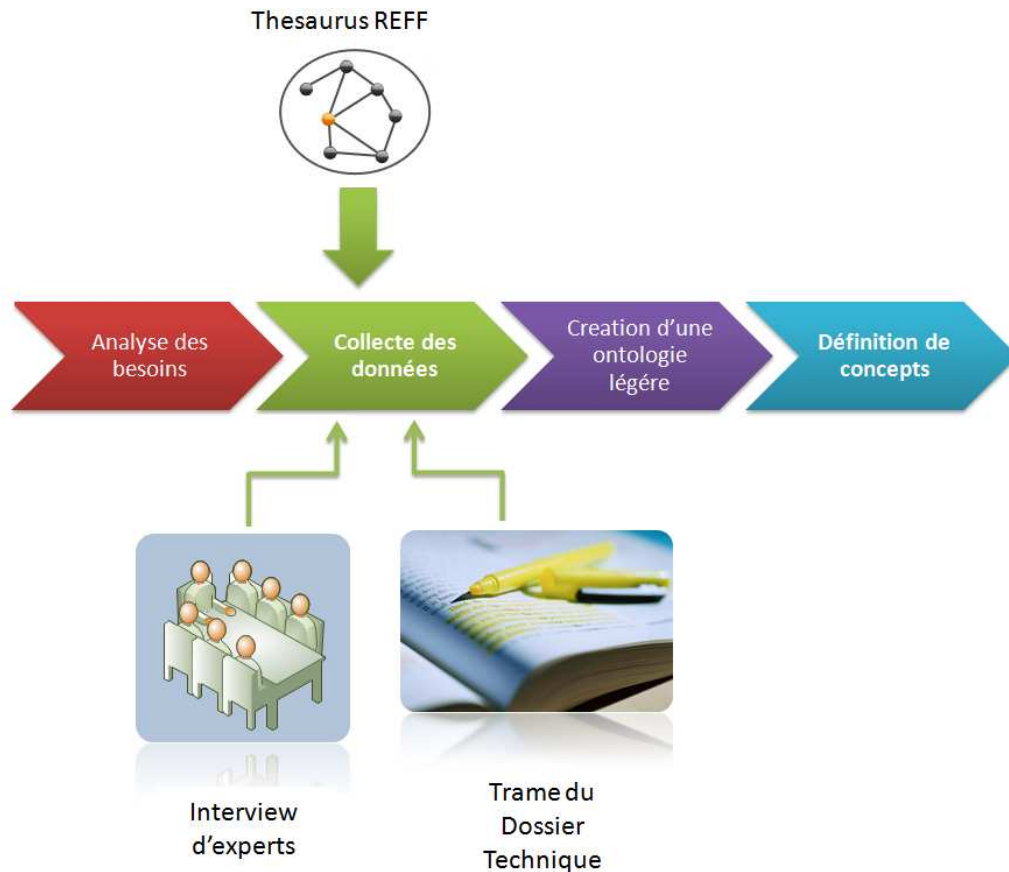 Thesaurus REFF
Analyse des
besoins
Collecte des
données
Creation d'une
ontologie
légére
Définition de
concepts
Interview
d'experts
Trame du
Dossier
Technique